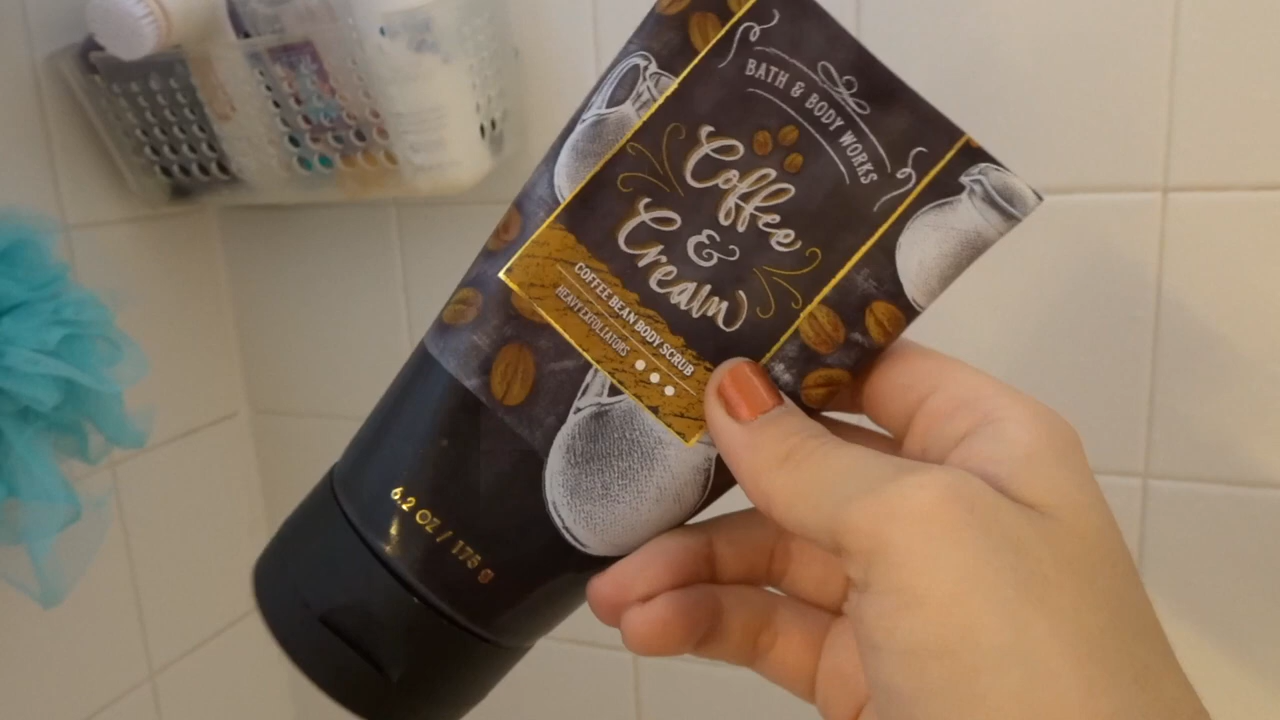 BATH & BODY WORKS
Coffee
&
Cream
COFFEE BEAN BODY SCRUB
HEAVY EXFOLIATORS
6.2 OZ / 175 g